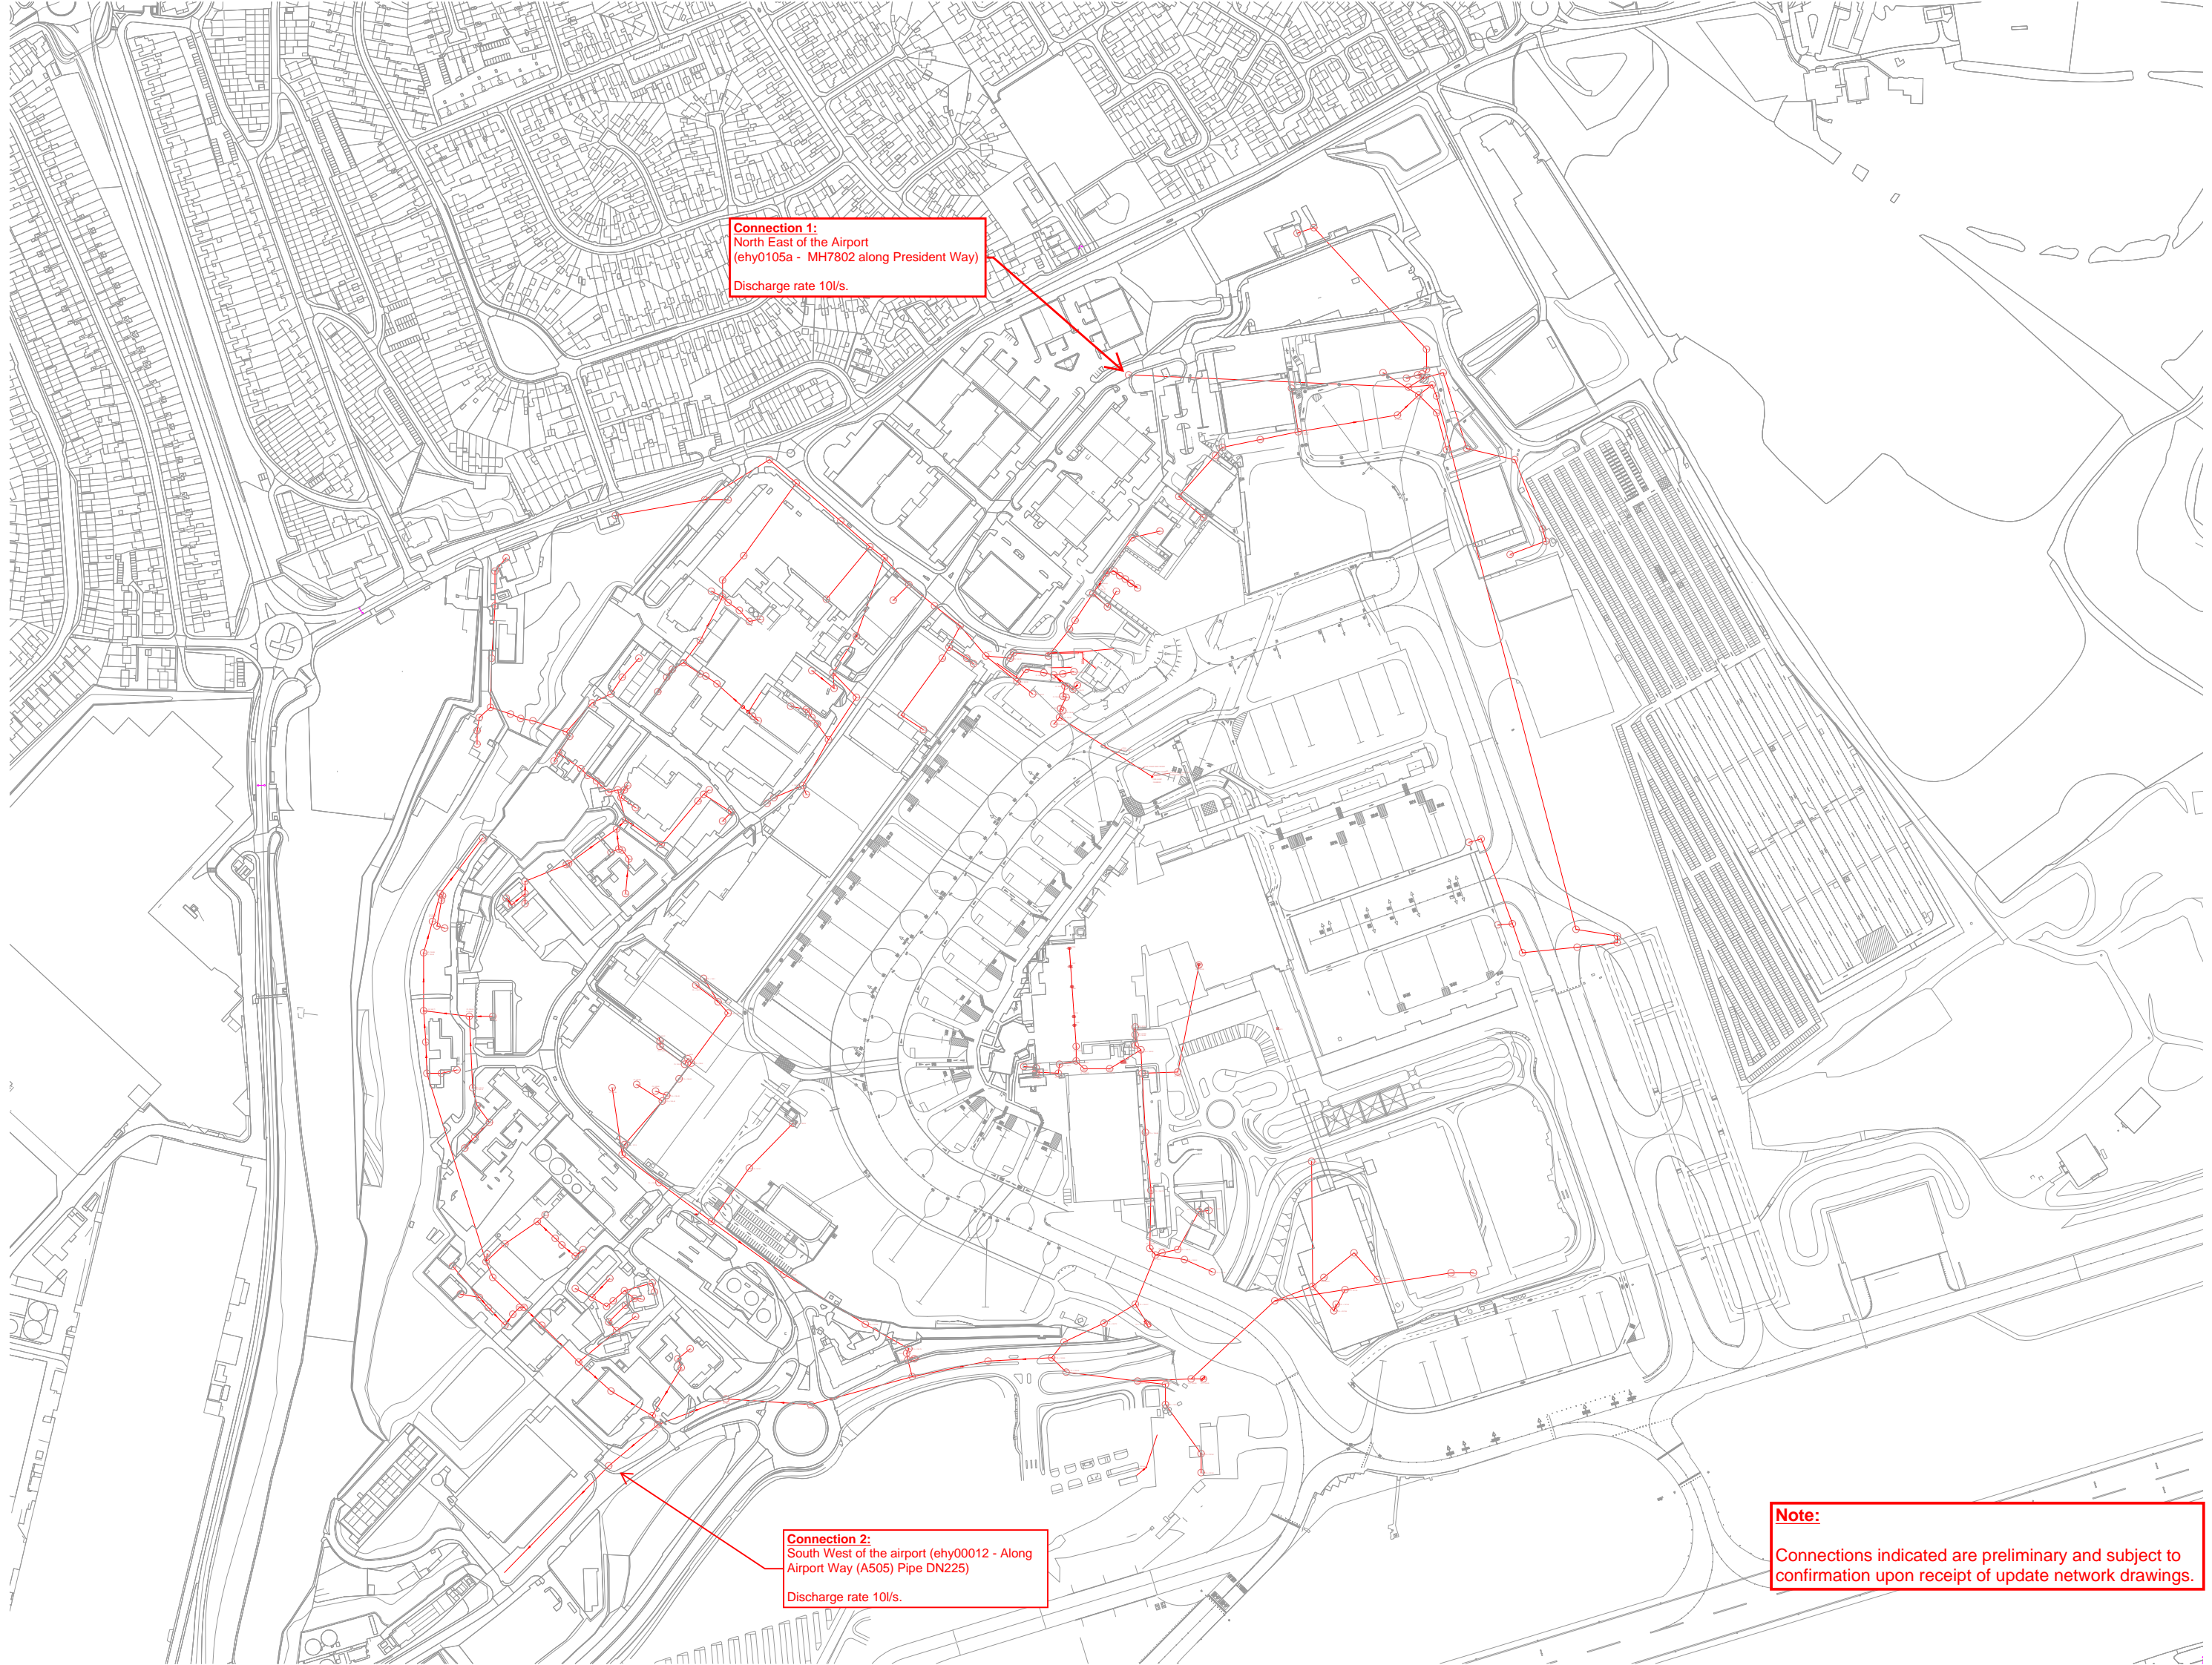 Connection 1:
North East of the Airport
(ehy0105a - MH7802 along President Way)
Discharge rate 10l/s.
Connection 2:
South West of the airport (ehy00012 - Along
Airport Way (A505) Pipe DN225)
Discharge rate 10l/s.
Note:
Connections indicated are preliminary and subject to
confirmation upon receipt of update network drawings.